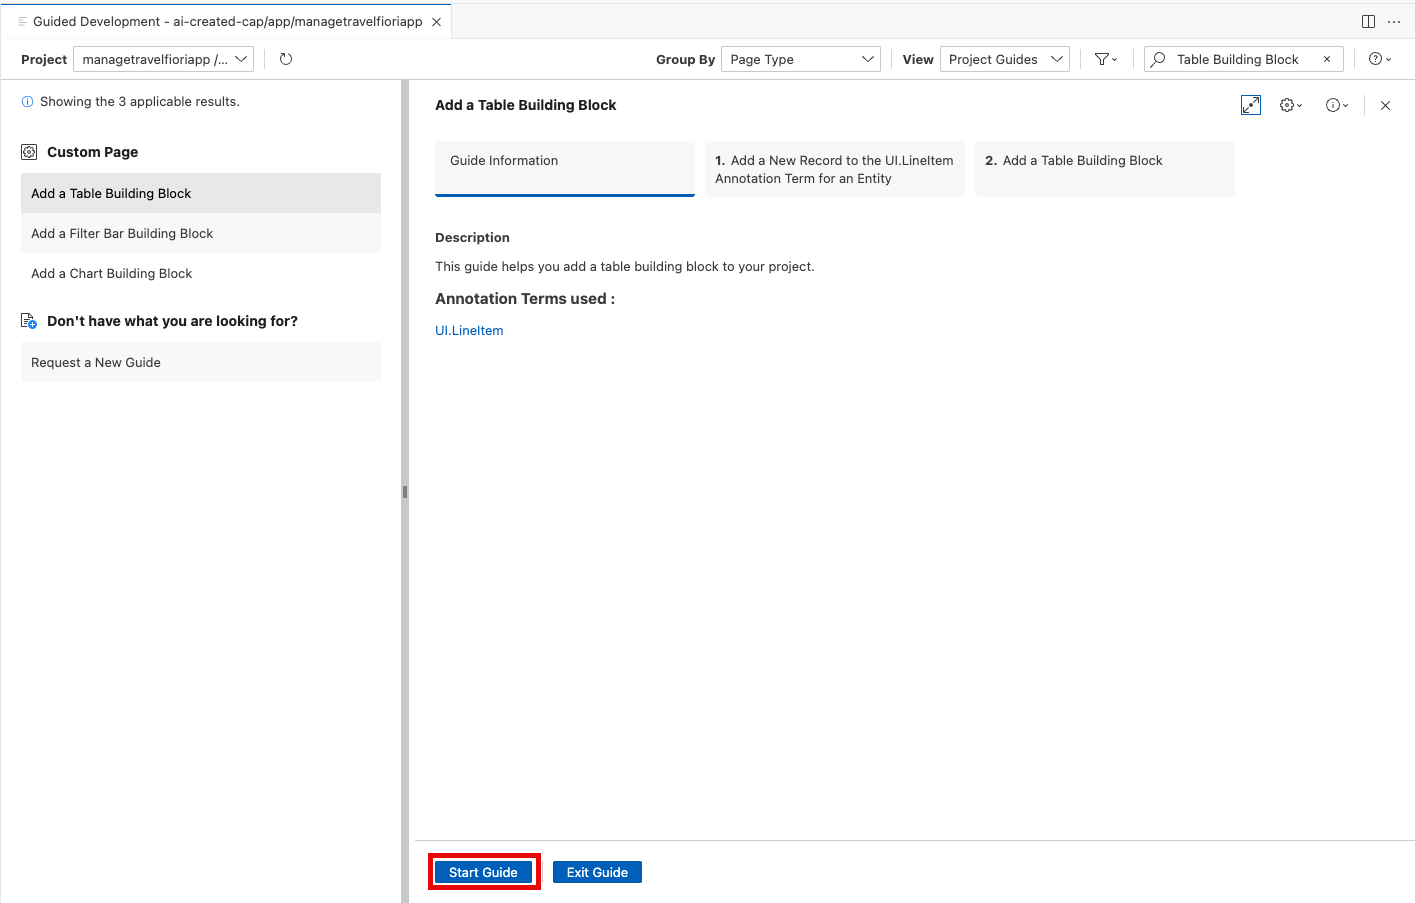 Guided Development - ai-created-cap/app/managetravelfioriapp
Project managetravelfioriapp /... Group By Page Type View Project Guides Table Building Block
Showing the 3 applicable results.
Custom Page
Add a Table Building Block
Add a Filter Bar Building Block
Add a Chart Building Block
Don't have what you are looking for?
Request a New Guide
Add a Table Building Block
Guide Information
1. Add a New Record to the UI.LineItem
Annotation Term for an Entity
2. Add a Table Building Block
Description
This guide helps you add a table building block to your project.
Annotation Terms used :
UI.LineItem
Start Guide Exit Guide